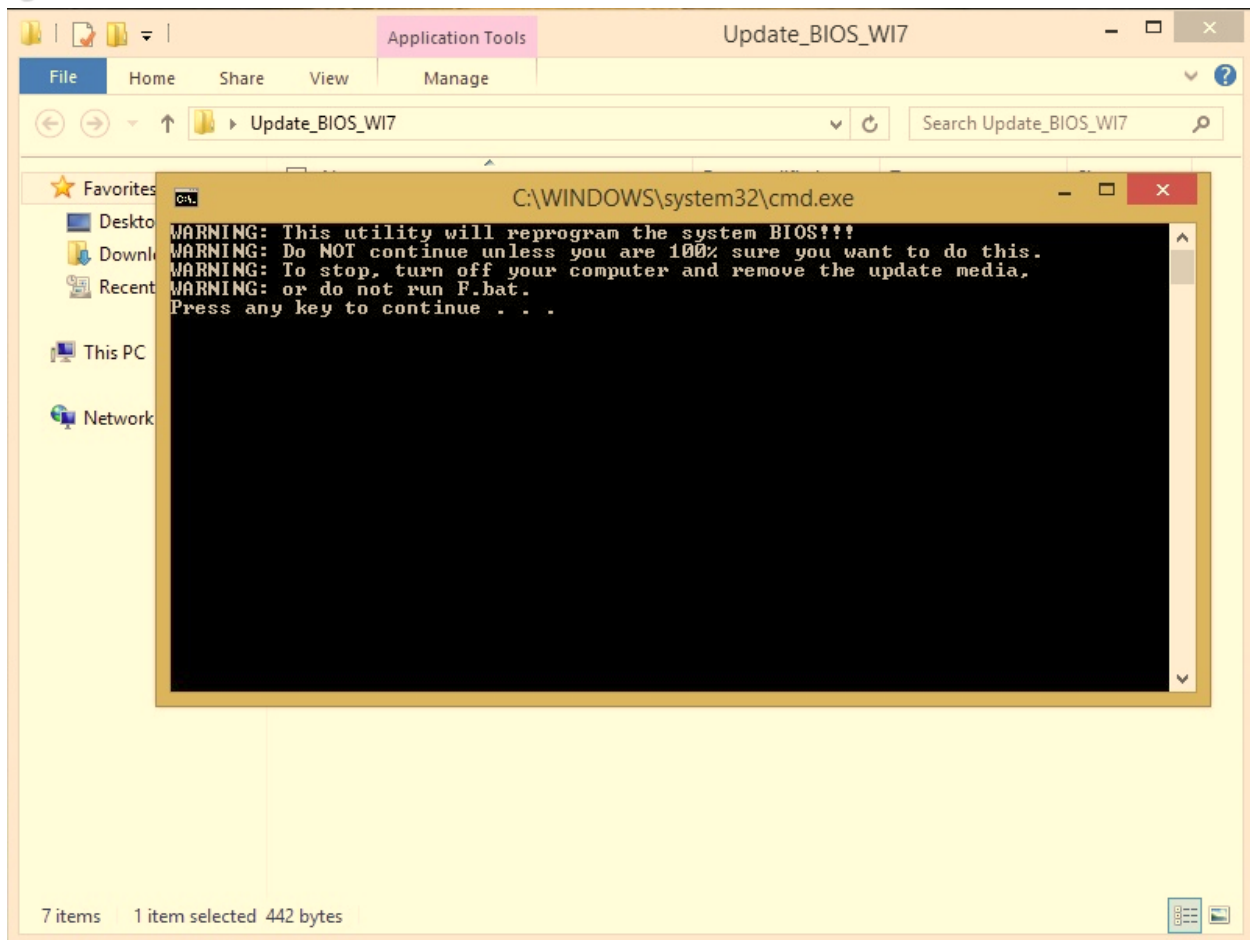 Application Tools
Update_BIOS_WI7
File Home Share View Manage
Update_BIOS_WI7
Search Update_BIOS_WI7
Favorites
C:\WINDOWS\system32\cmd.exe
WARNING: This utility will reprogram the system BIOS!!!
WARNING: Do NOT continue unless you are 100% sure you want to do this.
WARNING: To stop, turn off your computer and remove the update media,
WARNING: or do not run F.bat.
Press any key to continue . . .
Deskto
Downl
Recent
This PC
Network
7 items 1 item selected 442 bytes